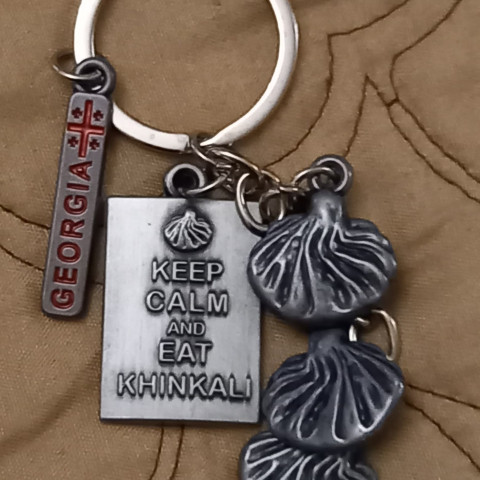 GEORGIA
KEEP
CALM
AND
EAT
KHINKALI